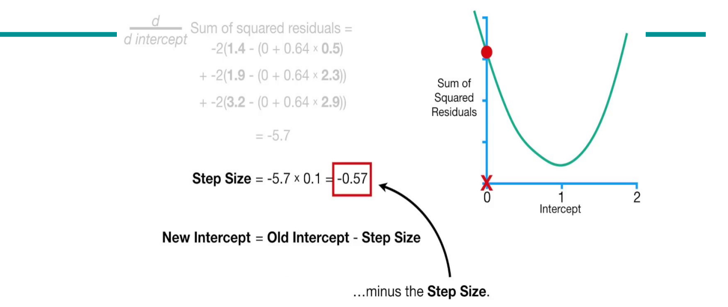 d
d intercept
Sum of squared residuals =
-2(1.4 - (0 + 0.64 x 0.5)
+ -2(1.9 - (0 + 0.64 x 2.3))
+ -2(3.2 - (0 + 0.64 x 2.9))
= -5.7
Step Size = -5.7 x 0.1 = -0.57
New Intercept = Old Intercept - Step Size
...minus the Step Size.
Sum of
Squared
Residuals
X
0 1 2
Intercept